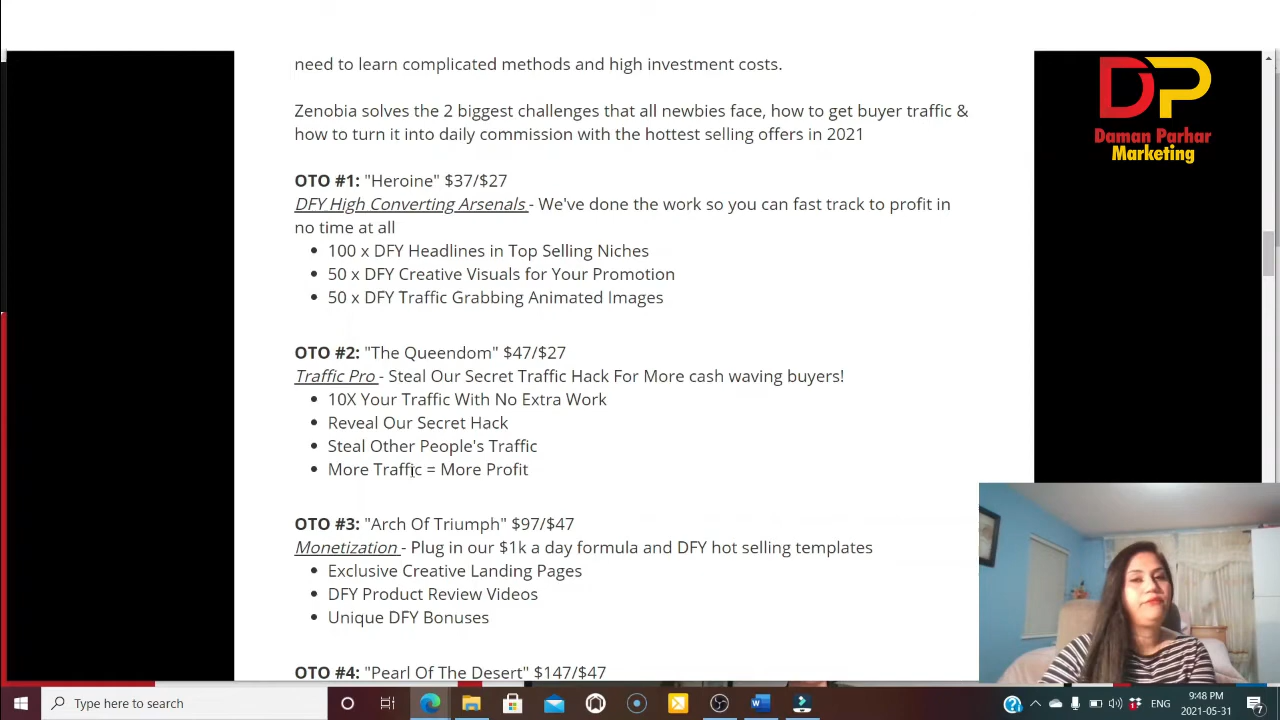 need to learn complicated methods and high investment costs.
Zenobia solves the 2 biggest challenges that all newbies face, how to get buyer traffic &
how to turn it into daily commission with the hottest selling offers in 2021
OTO #1: "Heroine" $37/$27
DFY High Converting Arsenals - We've done the work so you can fast track to profit in
no time at all
• 100 x DFY Headlines in Top Selling Niches
• 50 x DFY Creative Visuals for Your Promotion
• 50 x DFY Traffic Grabbing Animated Images
OTO #2: "The Queendom" $47/$27
Traffic Pro - Steal Our Secret Traffic Hack For More cash waving buyers!
• 10X Your Traffic With No Extra Work
• Reveal Our Secret Hack
• Steal Other People's Traffic
• More Traffic = More Profit
OTO #3: "Arch Of Triumph" $97/$47
Monetization - Plug in our $1k a day formula and DFY hot selling templates
• Exclusive Creative Landing Pages
• DFY Product Review Videos
• Unique DFY Bonuses
OTO #4: "Pearl Of The Desert" $147/$47
DP
Daman Parhar
Marketing
Type here to search
ENG
9:48 PM
2021-05-31
7